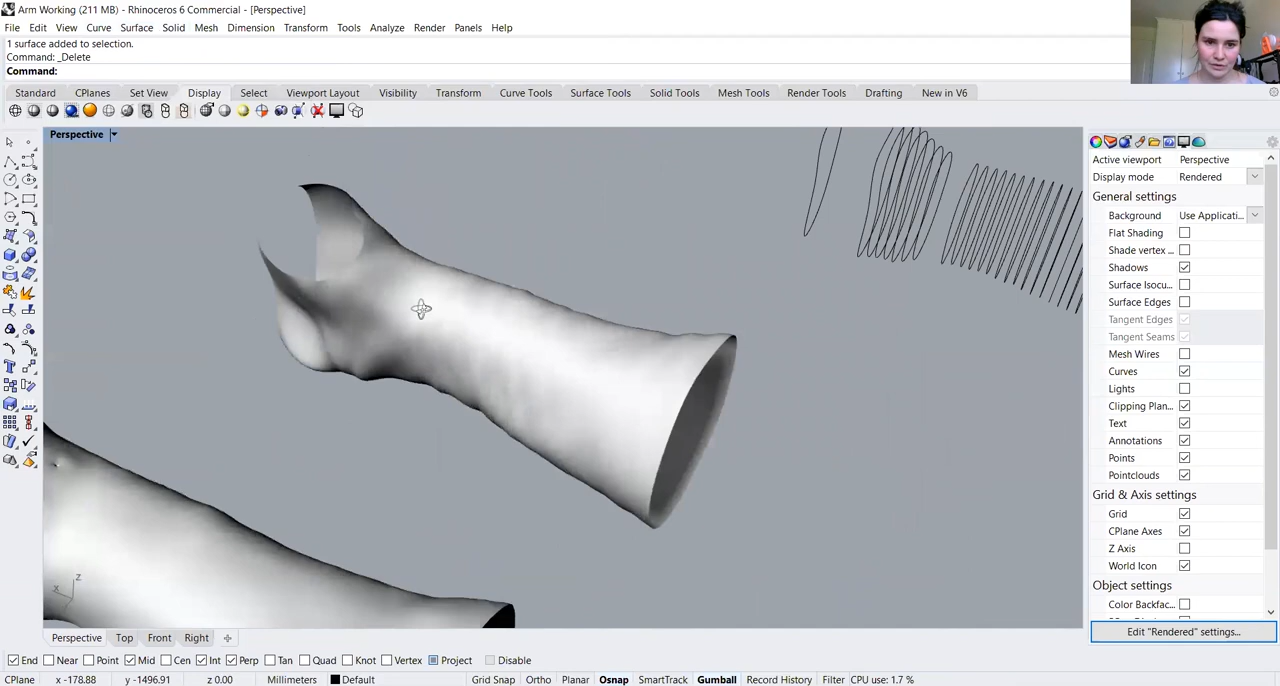 Arm Working (211 MB) - Rhinoceros 6 Commercial - [Perspective]
File Edit View Curve Surface Solid Mesh Dimension Transform Tools Analyze Render Panels Help
1 surface added to selection.
Command: _Delete
Command:
Standard CPlanes Set View Display Select Viewport Layout Visibility Transform Curve Tools Surface Tools Solid Tools Mesh Tools Render Tools Drafting New in V6
Perspective
Active viewport Perspective
Display mode Rendered
General settings
Background Use Applicati...
Flat Shading
Shade vertex ...
Shadows
Surface Isocu...
Surface Edges
Tangent Edges
Tangent Seams
Mesh Wires
Curves
Lights
Clipping Plan...
Text
Annotations
Points
Pointclouds
Grid & Axis settings
Grid
CPlane Axes
Z Axis
World Icon
Object settings
Color Backfac...
Edit "Rendered" settings...
z
x
Perspective Top Front Right
End Near Point Mid Cen Int Perp Tan Quad Knot Vertex Project Disable
CPlane x -178.88 y -1496.91 z 0.00 Millimeters Default Grid Snap Ortho Planar Osnap SmartTrack Gumball Record History Filter CPU use: 1.7 %